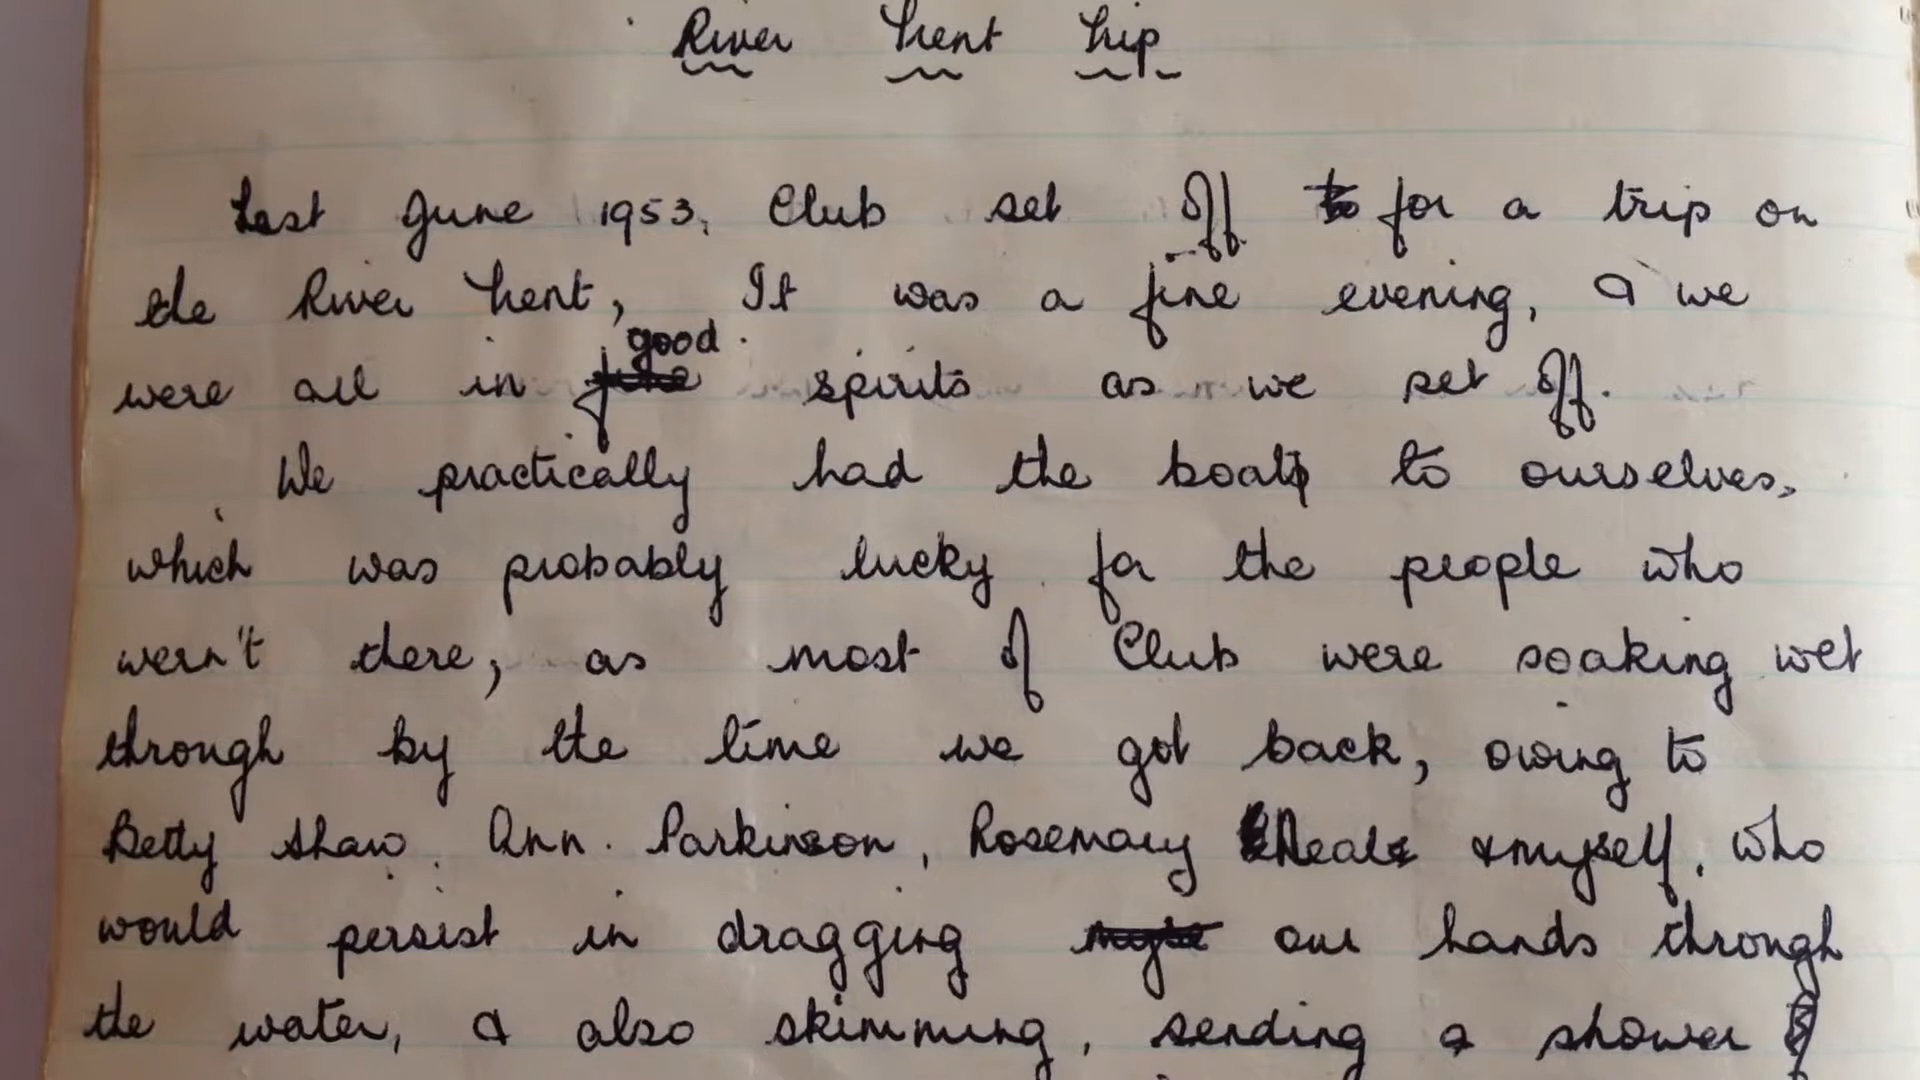 River Trent Trip
Last June 1953, Club set off for a trip on
the River Trent, It was a fine evening, & we
were all in good spirits as we set off.
We practically had the boat to ourselves,
which was probably lucky for the people who
wern't there, as most of Club were soaking wet
through by the time we got back, owing to
Betty Shaw, Ann Parkinson, Rosemary & myself, who
would persist in dragging our hands through
the water, & also skimming, sending a shower